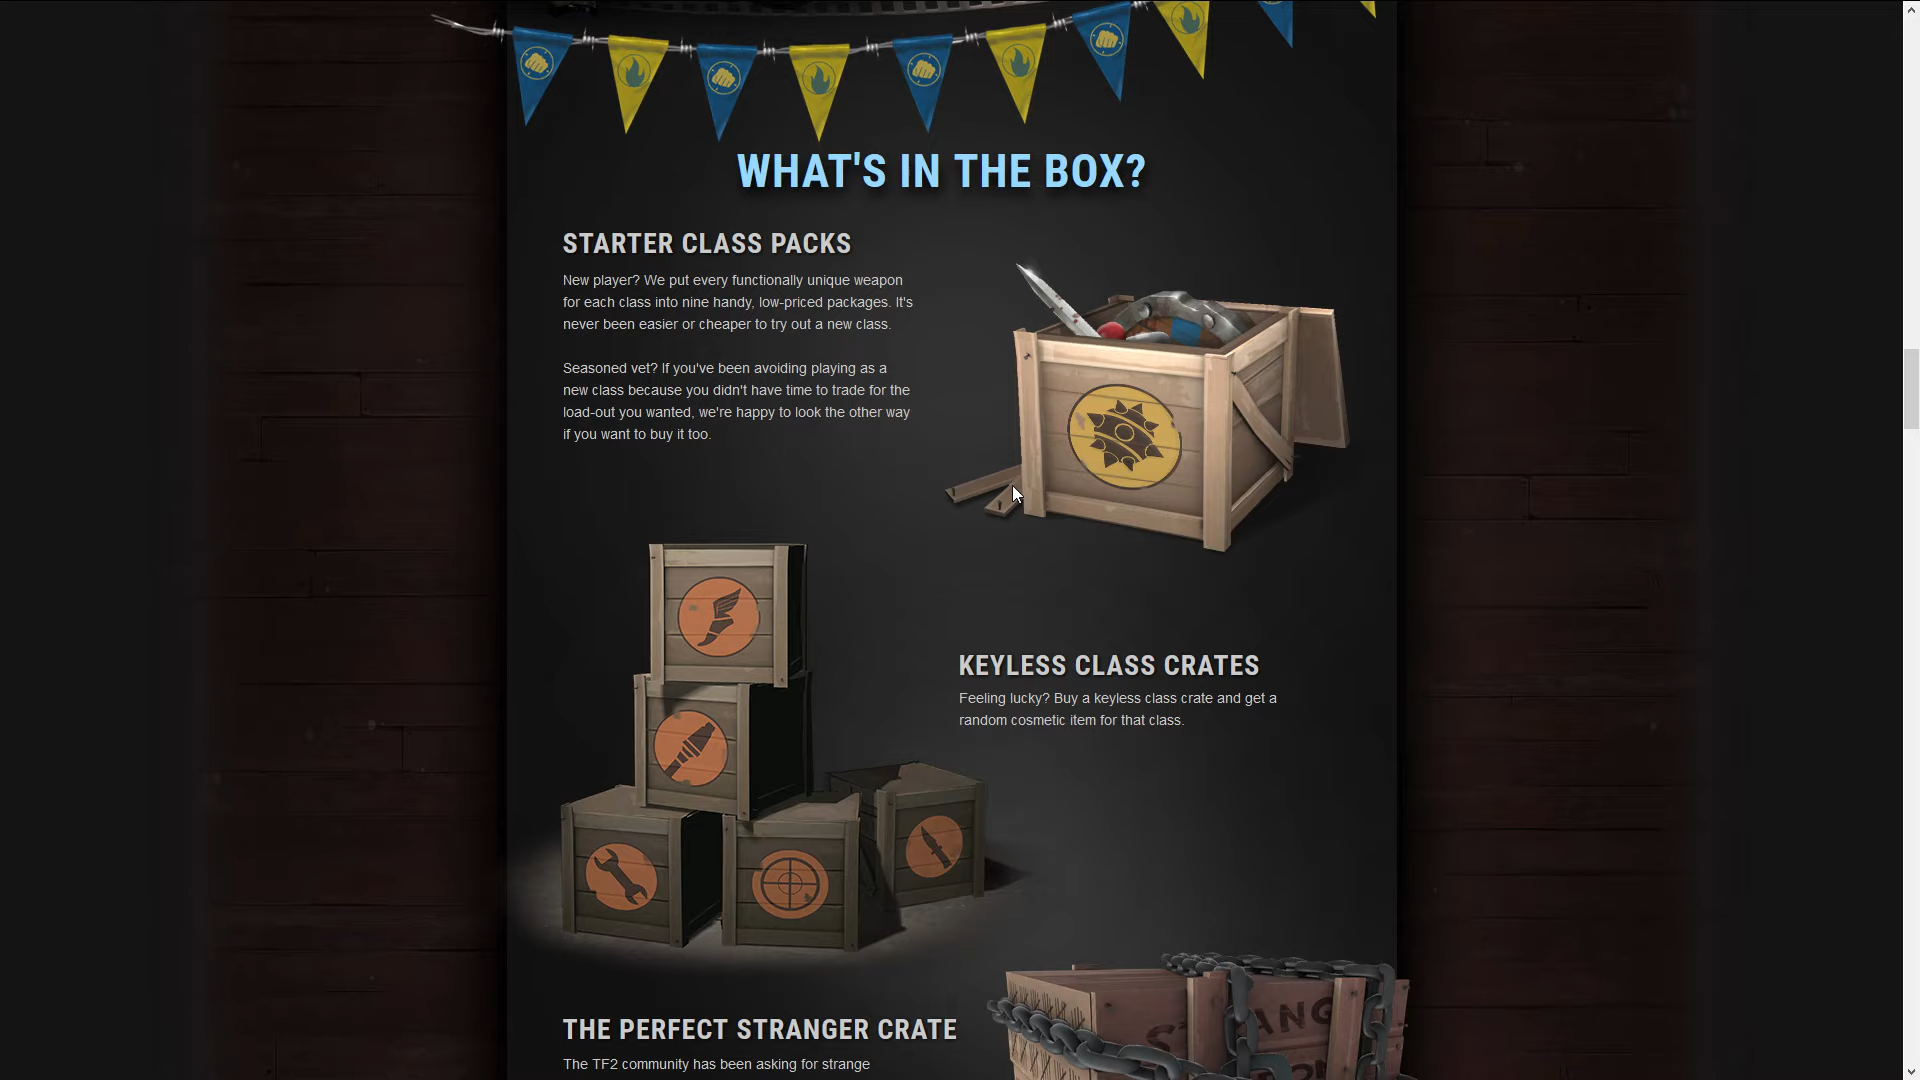 WHAT'S IN THE BOX?
STARTER CLASS PACKS
New player? We put every functionally unique weapon
for each class into nine handy, low-priced packages. It's
never been easier or cheaper to try out a new class.
Seasoned vet? If you've been avoiding playing as a
new class because you didn't have time to trade for the
load-out you wanted, we're happy to look the other way
if you want to buy it too.
KEYLESS CLASS CRATES
Feeling lucky? Buy a keyless class crate and get a
random cosmetic item for that class.
THE PERFECT STRANGER CRATE
The TF2 community has been asking for strange